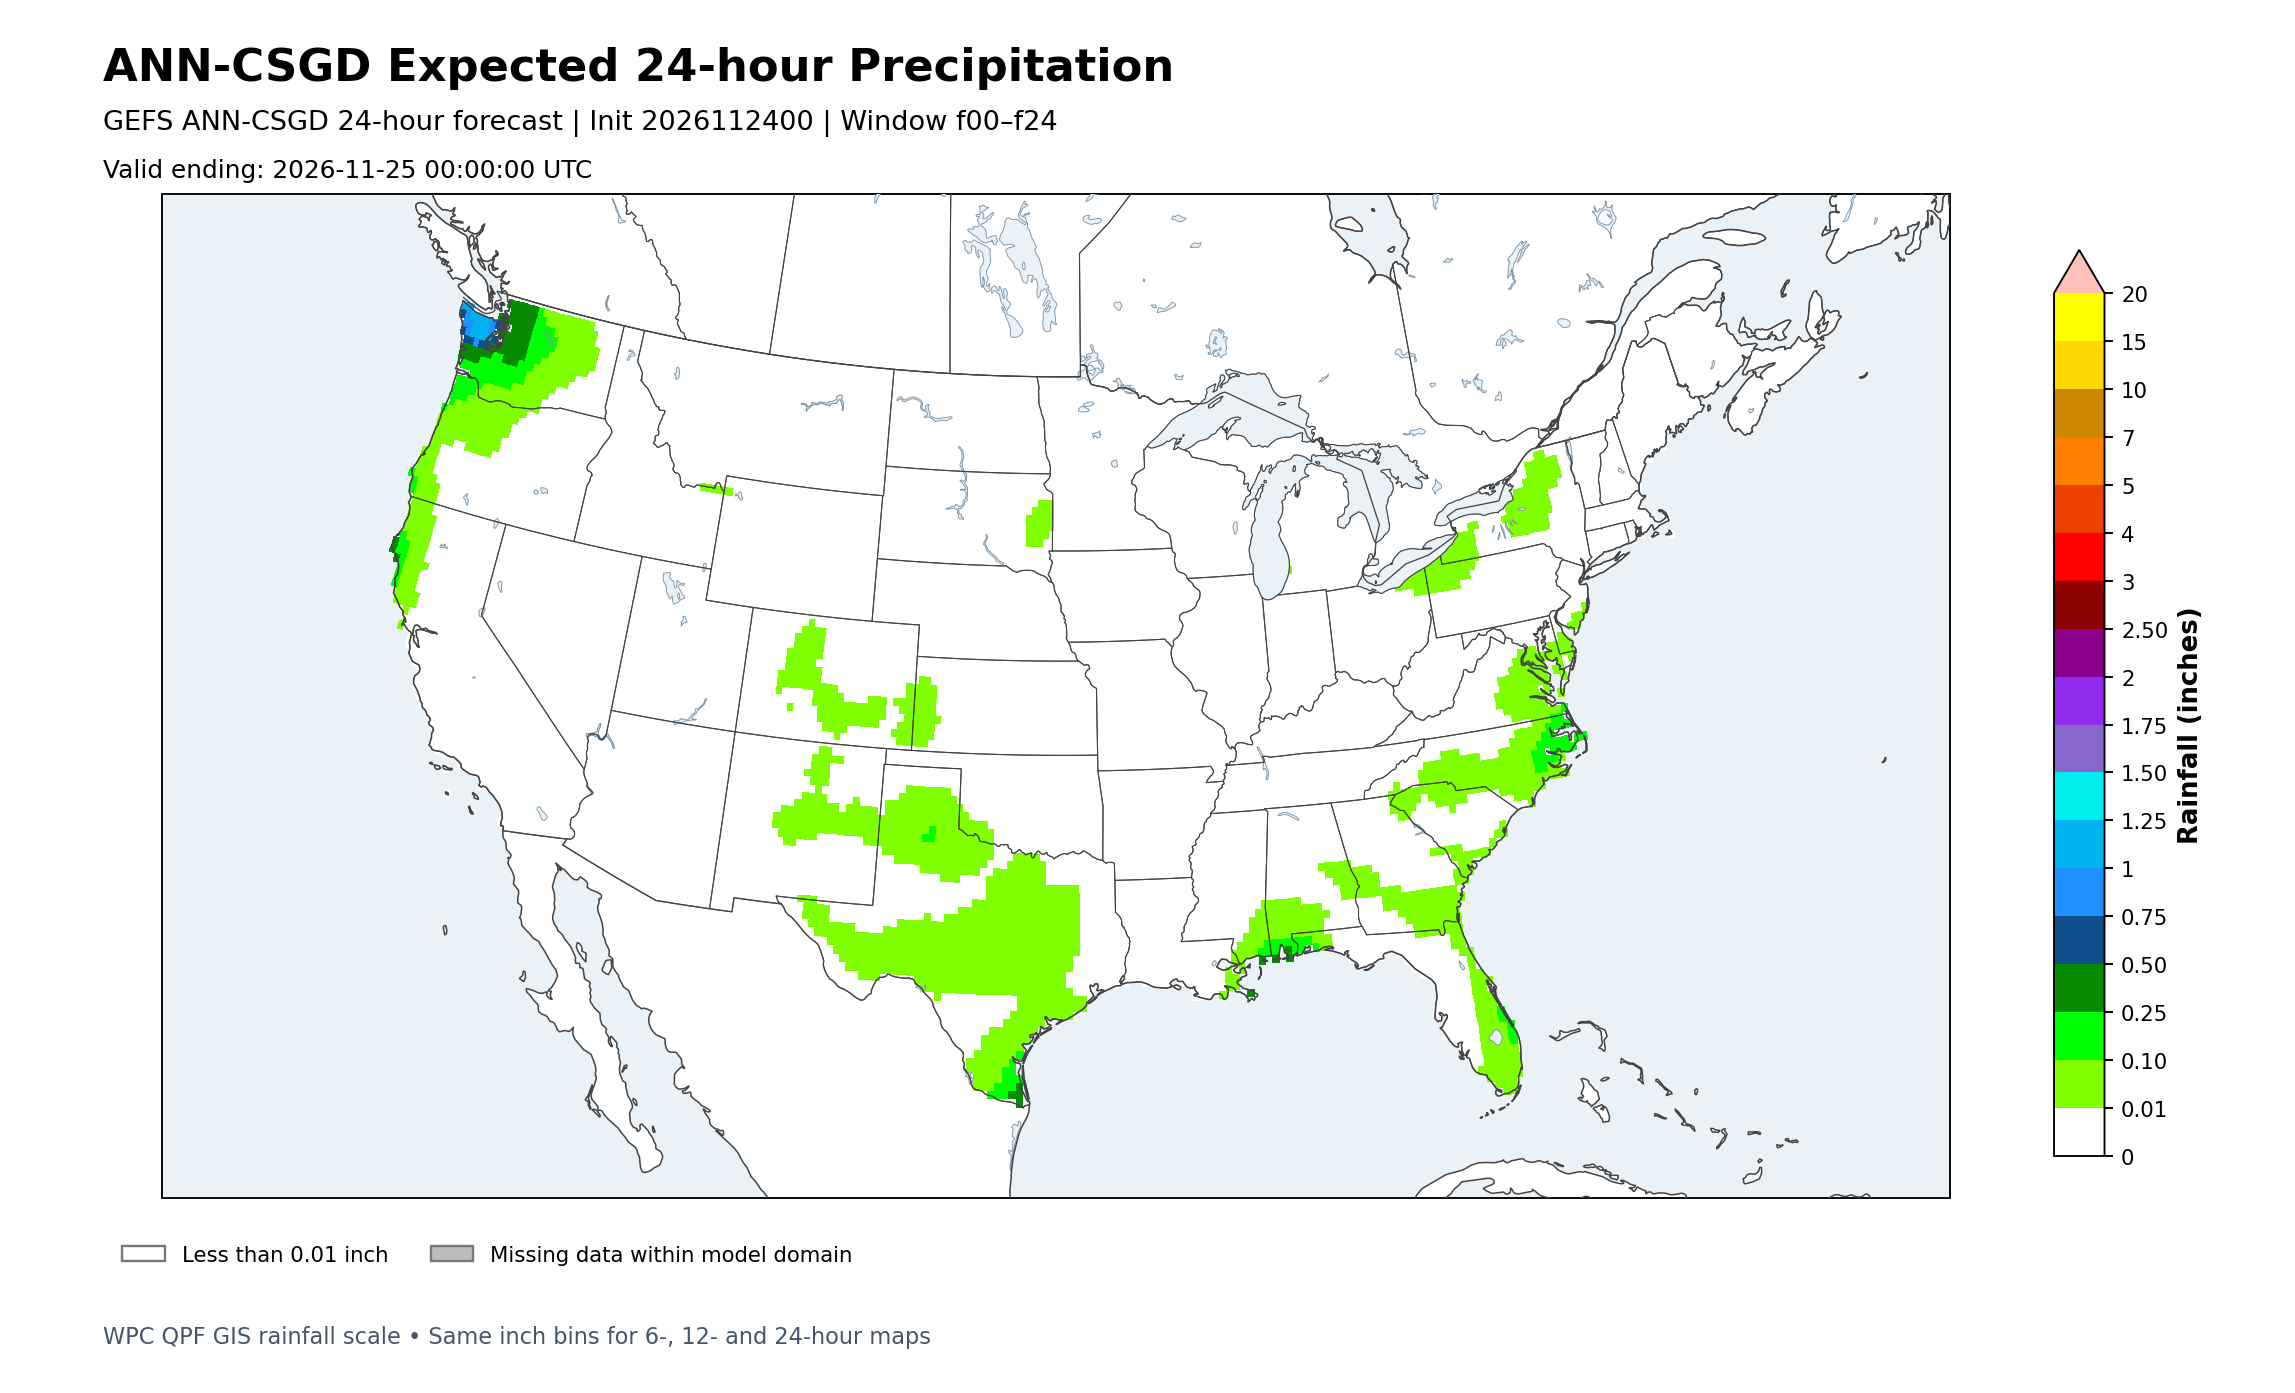 ANN-CSGD Expected 24-hour Precipitation
GEFS ANN-CSGD 24-hour forecast | Init 2026112400 | Window f00–f24
Valid ending: 2026-11-25 00:00:00 UTC
20
15
10
7
5
4
3
2.50
2
1.75
1.50
1.25
1
0.75
0.50
0.25
0.10
0.01
0
Rainfall (inches)
Less than 0.01 inch
Missing data within model domain
WPC QPF GIS rainfall scale • Same inch bins for 6-, 12- and 24-hour maps